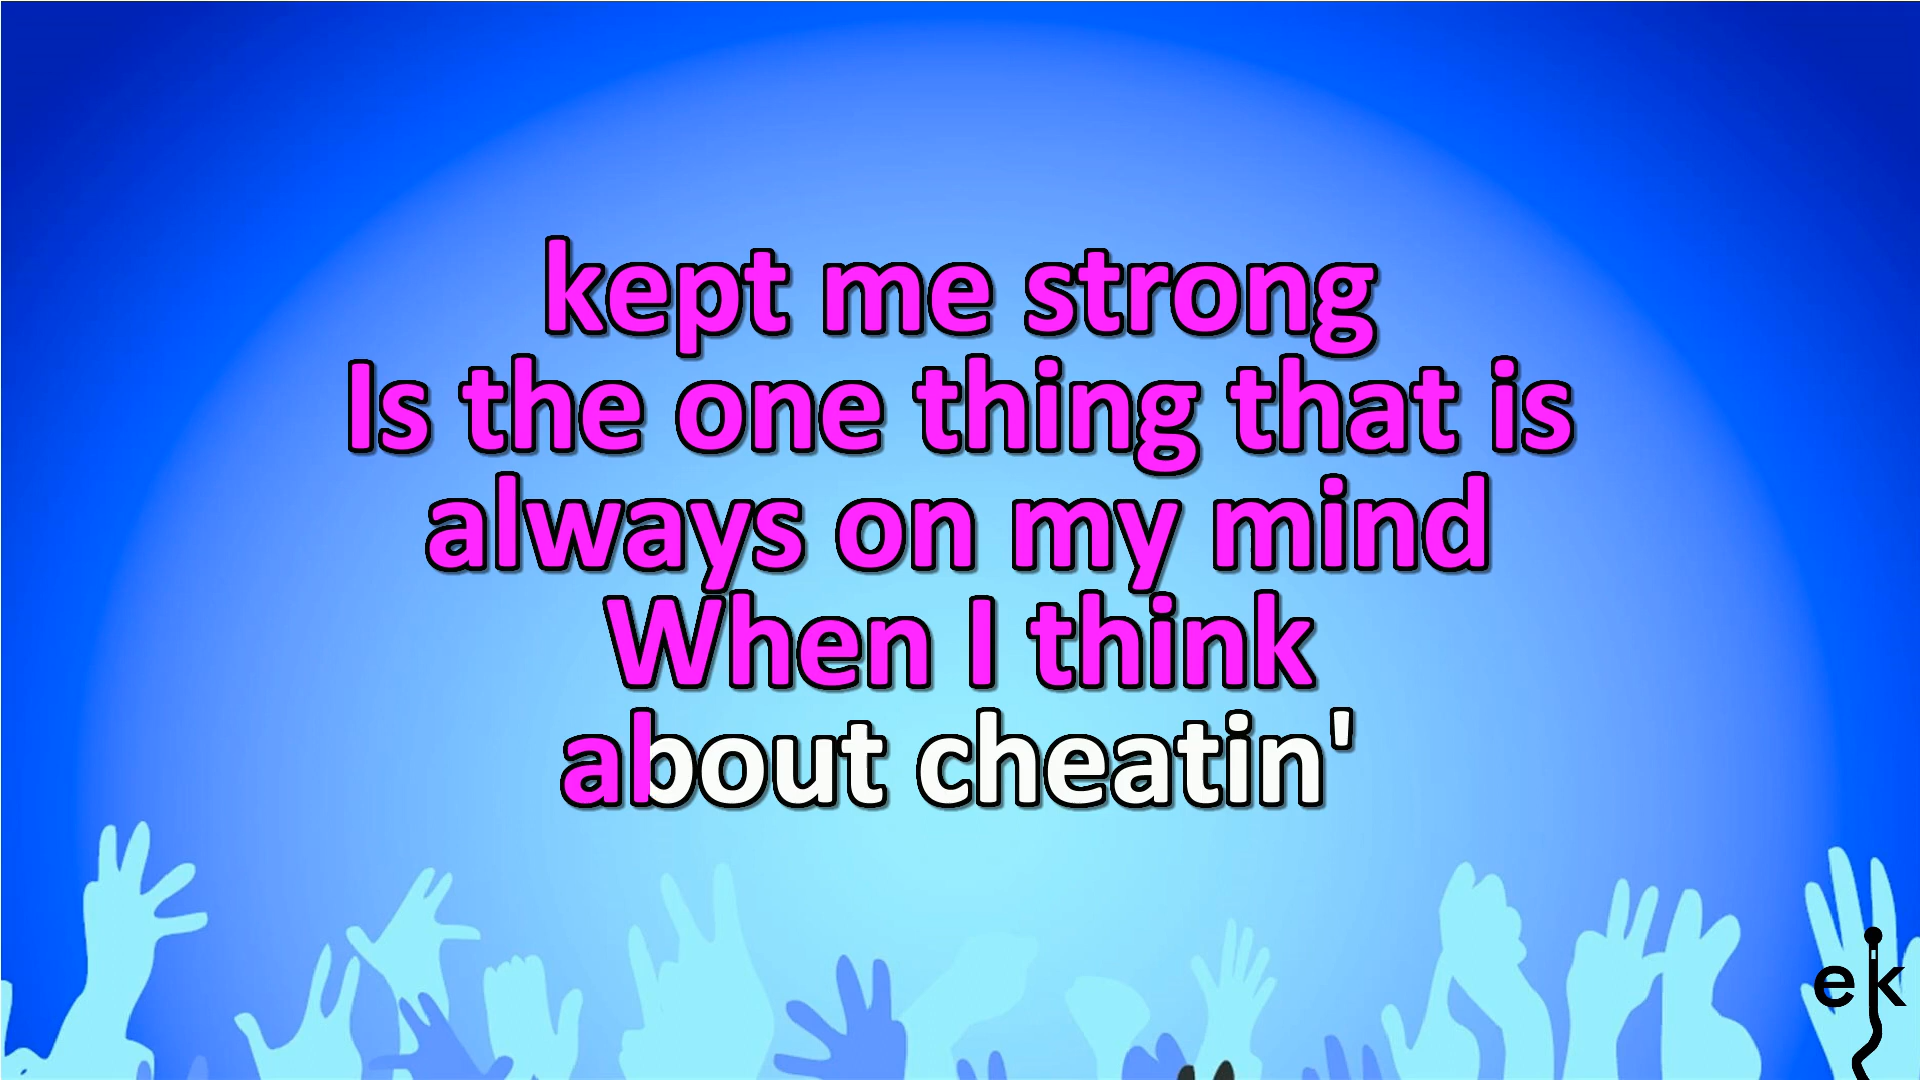 kept me strong
Is the one thing that is
always on my mind
When I think
about cheatin'
ek